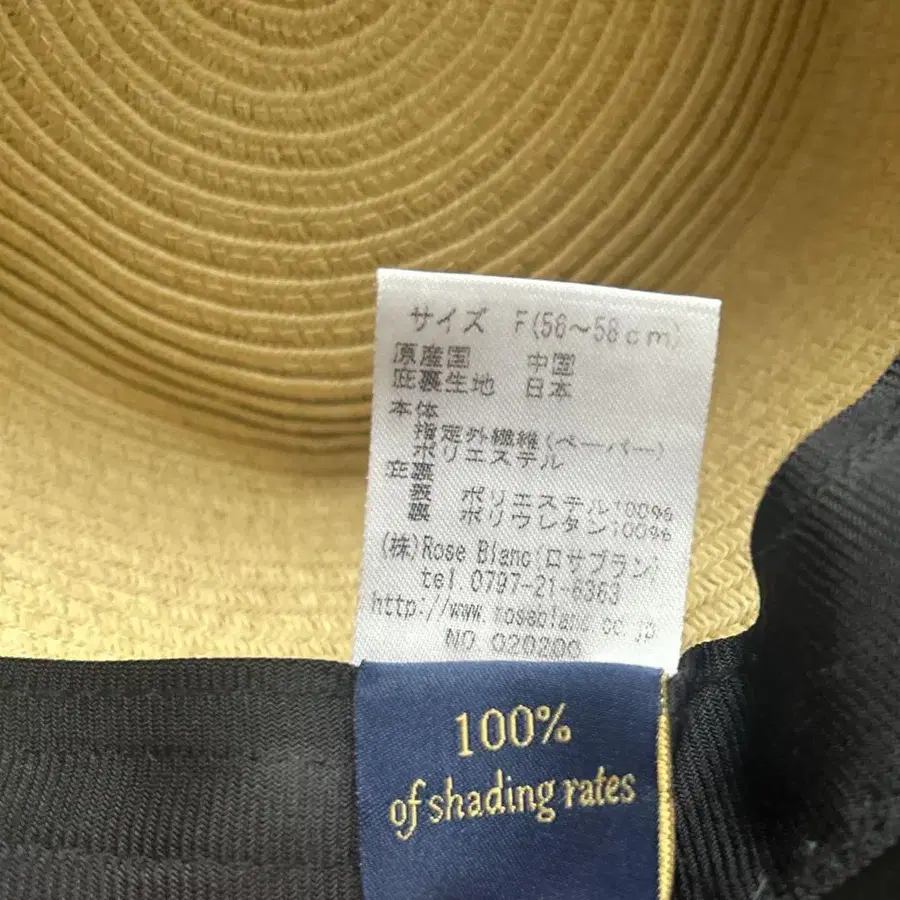 サイズ F(56～58cm)
原産国 中国
庇裏生地 日本
本体
指定外繊維(ペーパー)
ポリエステル
庇裏
表 ポリエステル100%
裏 ポリウレタン100%
(株)Rose Blanc(ロサブラン)
tel.0797-21-6363
http://www.roseblanc.co.jp
NO 020200
100%
of shading rates